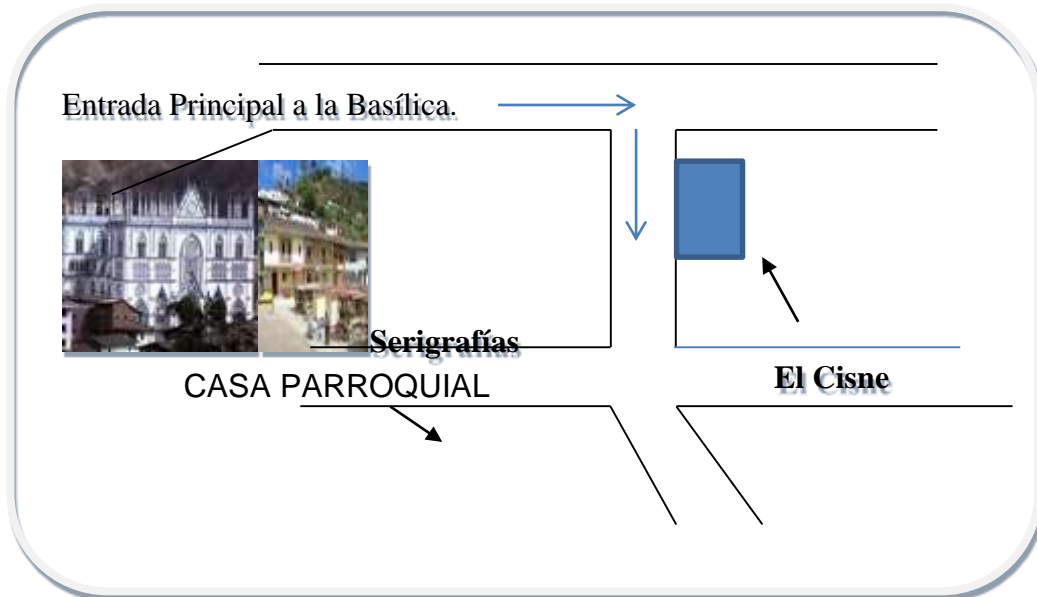 Entrada Principal a la Basílica.
Serigrafías
El Cisne
CASA PARROQUIAL